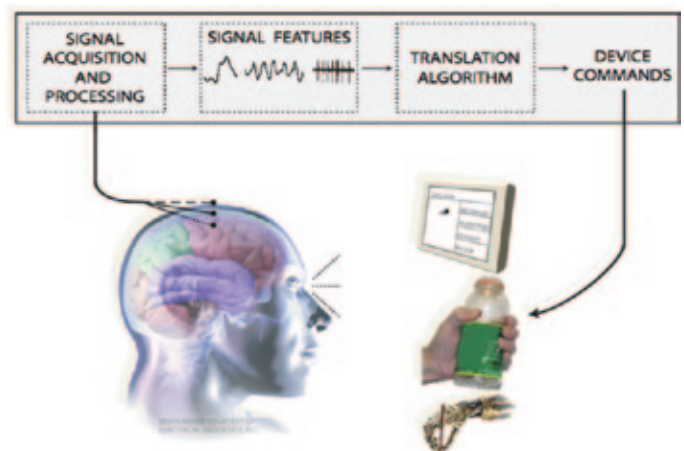 SIGNAL
ACQUISITION
AND
PROCESSING
SIGNAL FEATURES
TRANSLATION
ALGORITHM
DEVICE
COMMANDS